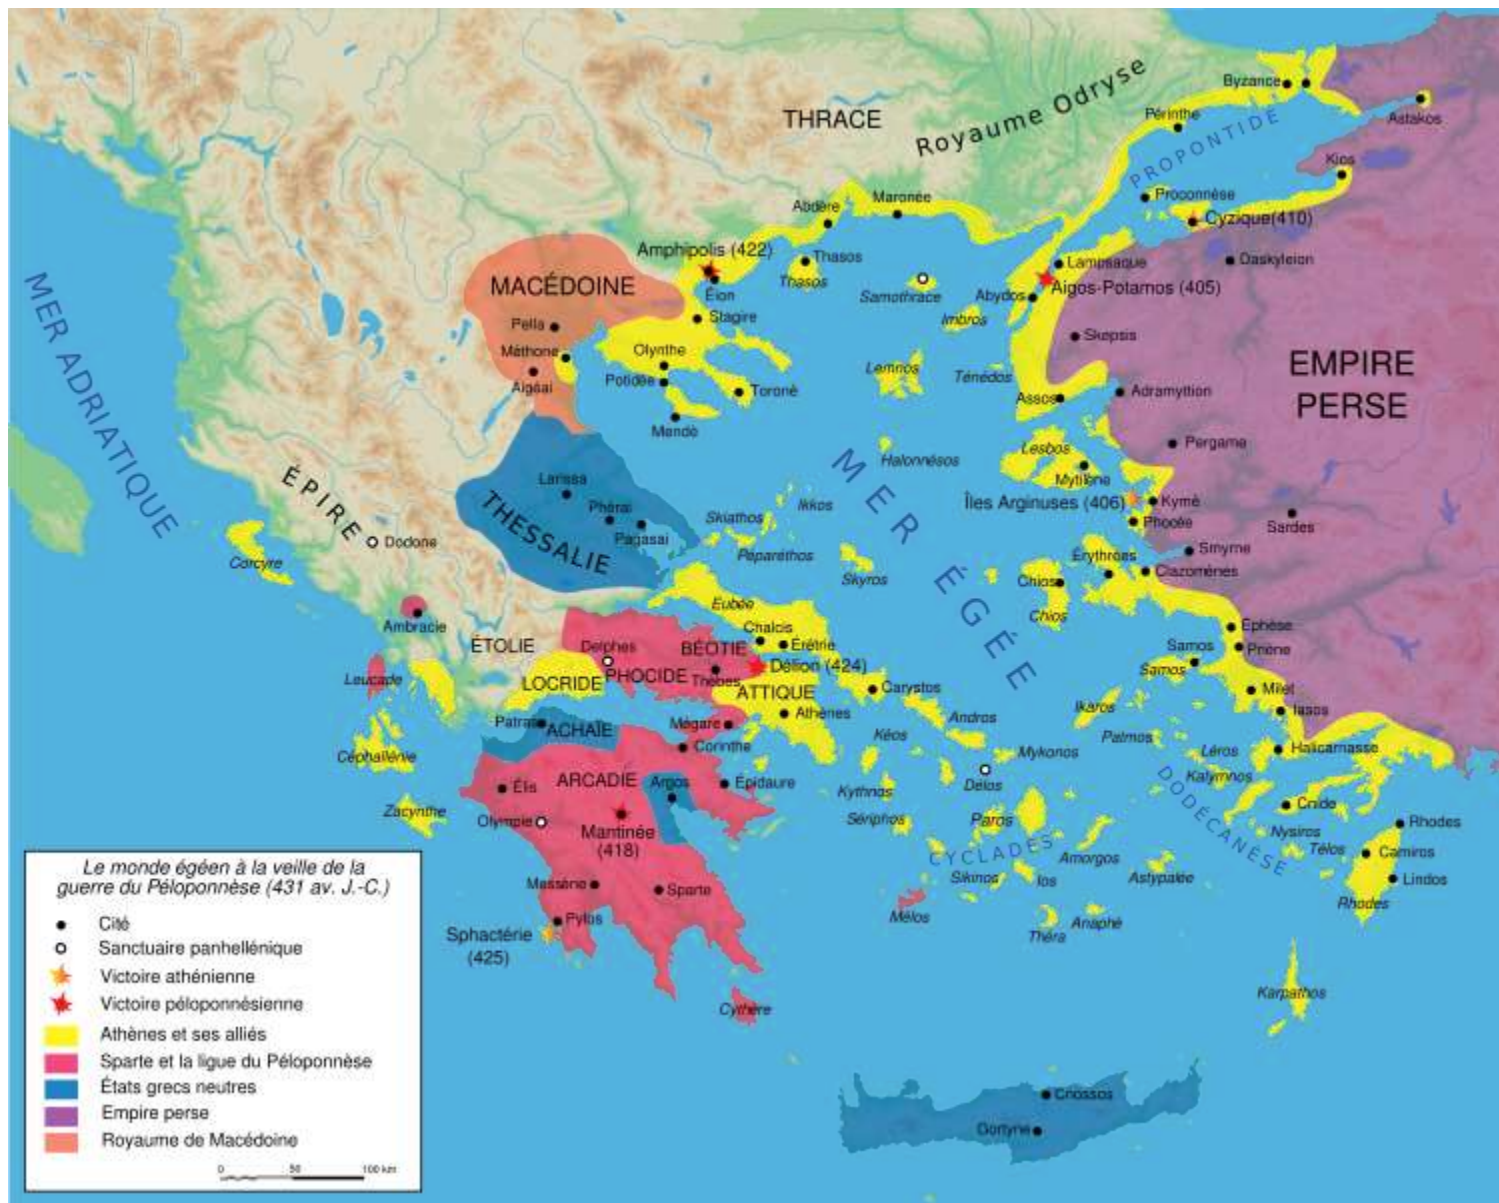 THRACE
Royaume Odryse
Byzance
Périnthe
PROPONTIDE
Astakos
Kios
Proconnèse
Cyzique(410)
Maronée
Abdère
Amphipolis (422)
Thasos
Thasos
Samothrace
Lampsaque
Daskyleion
Aigos-Potamos (405)
Abydos
Imbros
MACÉDOINE
Éion
Stagire
Pella
Méthone
Aigéai
Olynthe
Potidée
Toronè
Mendè
Lemnos
Ténédos
Skepsis
Assos
Adramyttion
EMPIRE
PERSE
MER ADRIATIQUE
ÉPIRE
Dodone
Corcyre
Larissa
Phérai
Pagasai
THESSALIE
Skiathos
Ikkos
Péparéthos
Skyros
Halonnésos
MER ÉGÉE
Lesbos
Mytilène
Pergame
Îles Arginuses (406)
Kymè
Phocée
Sardes
Smyrne
Érythrées
Clazomènes
Chios
Chios
Ambracie
Leucade
ÉTOLIE
Delphes
LOCRIDE
PHOCIDE
BÉOTIE
Thèbes
Eubée
Chalcis
Érétrie
Délion (424)
ATTIQUE
Athènes
Carystos
Éphèse
Samos
Samos
Priène
Milet
Iasos
Patras
ACHAÏE
Mégare
Corinthe
Céphallénie
Zacynthe
Élis
ARCADIE
Argos
Épidaure
Olympie
Mantinée
(418)
Messène
Sparte
Pylos
Sphactérie
(425)
Cythère
Andros
Kéos
Mykonos
Ikaros
Patmos
Léros
Halicarnasse
Kalymnos
Kythnos
Délos
Sériphos
Paros
CYCLADES
DODÉCANÈSE
Cnide
Nysiros
Télos
Rhodes
Camiros
Lindos
Rhodes
Amorgos
Sikinos
Ios
Astypalée
Mélos
Théra
Anaphé
Karpathos
Cnossos
Gortyne
Le monde égéen à la veille de la
guerre du Péloponnèse (431 av. J.-C.)
Cité
Sanctuaire panhellénique
Victoire athénienne
Victoire péloponnésienne
Athènes et ses alliés
Sparte et la ligue du Péloponnèse
États grecs neutres
Empire perse
Royaume de Macédoine
0 50 100 km